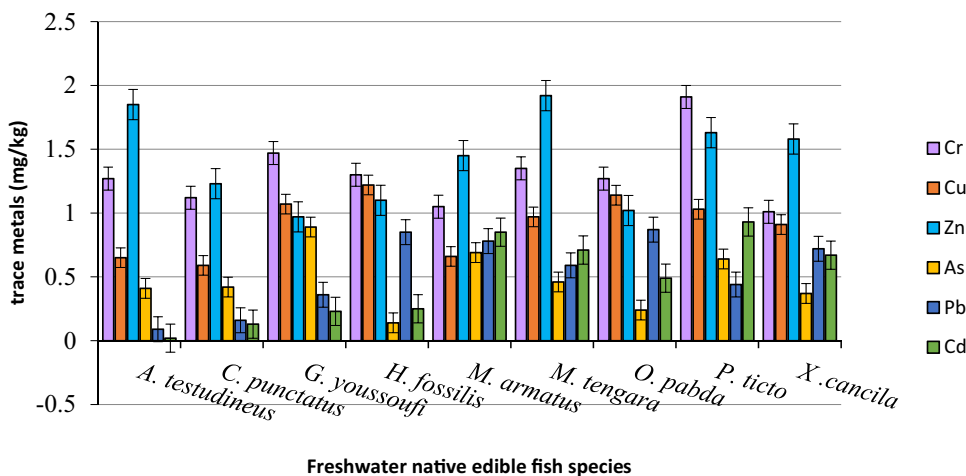 2.5
2
1.5
1
0.5
0
-0.5
trace metals (mg/kg)
A. testudineus
C. punctatus
G. youssoufi
H. fossilis
M. armatus
M. tengara
O. pabda
P. ticto
X .cancila
Freshwater native edible fish species
Cr
Cu
Zn
As
Pb
Cd